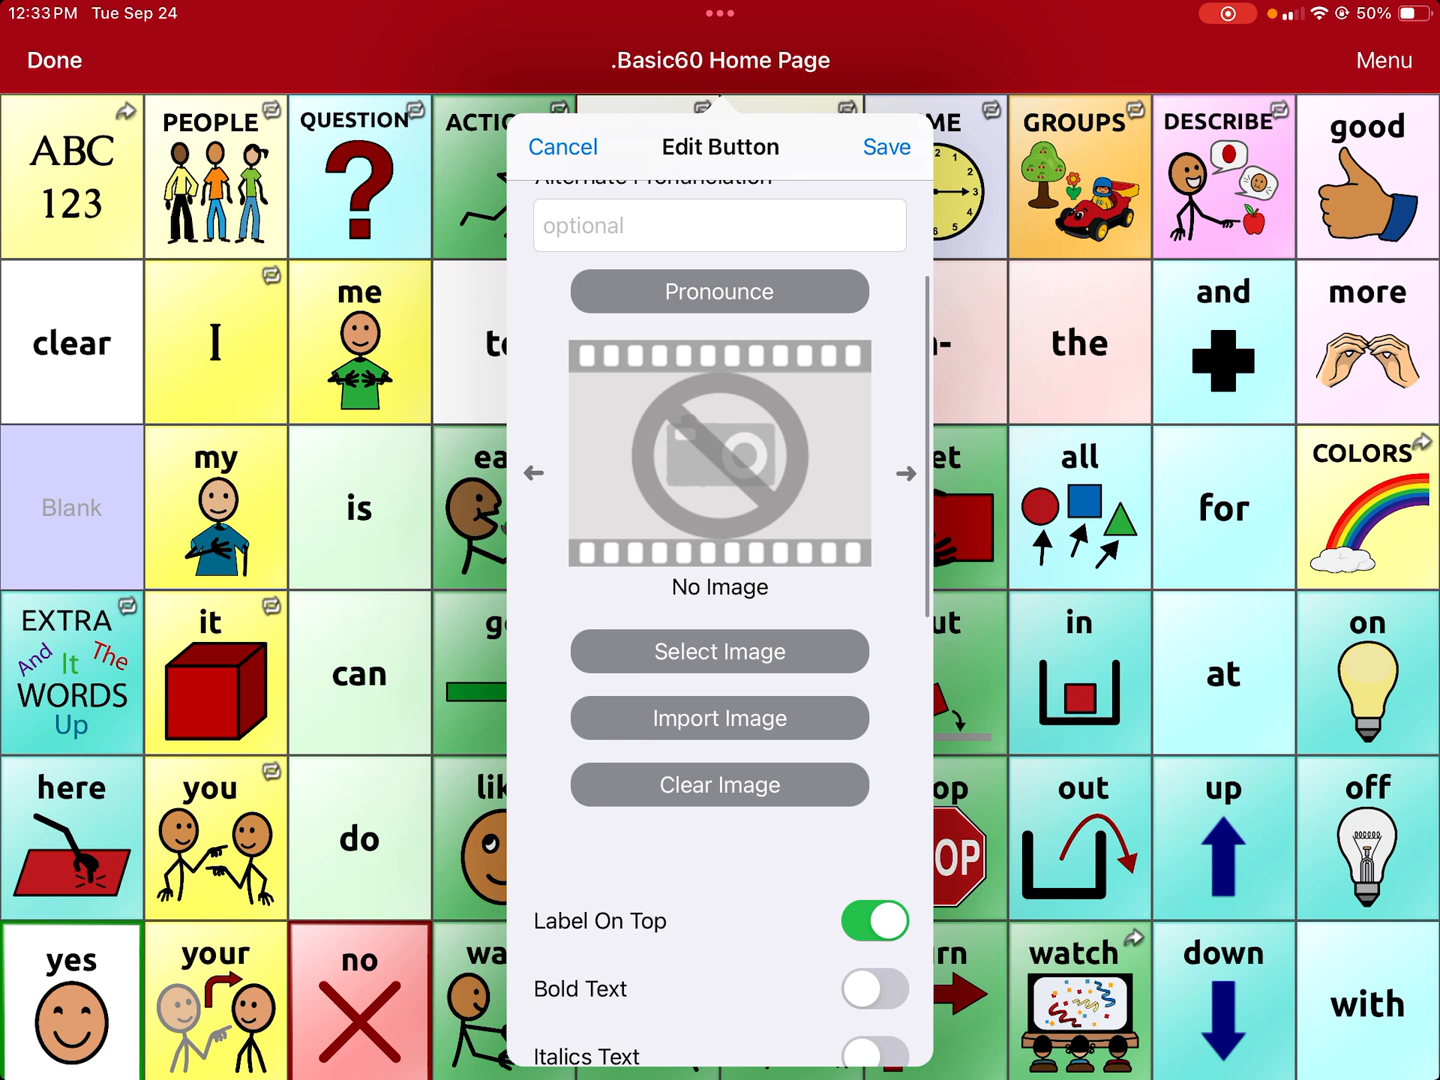 12:33 PM Tue Sep 24
50%
Done
.Basic60 Home Page
Menu
ABC
123
PEOPLE
QUESTION
?
GROUPS
DESCRIBE
good
Cancel
Edit Button
Save
optional
Pronounce
clear
I
me
the
and
more
Blank
my
is
all
for
COLORS
No Image
EXTRA
And
It
The
WORDS
Up
it
can
in
at
on
Select Image
Import Image
Clear Image
here
you
do
out
up
off
Label On Top
yes
your
no
watch
down
with
Bold Text
Italics Text